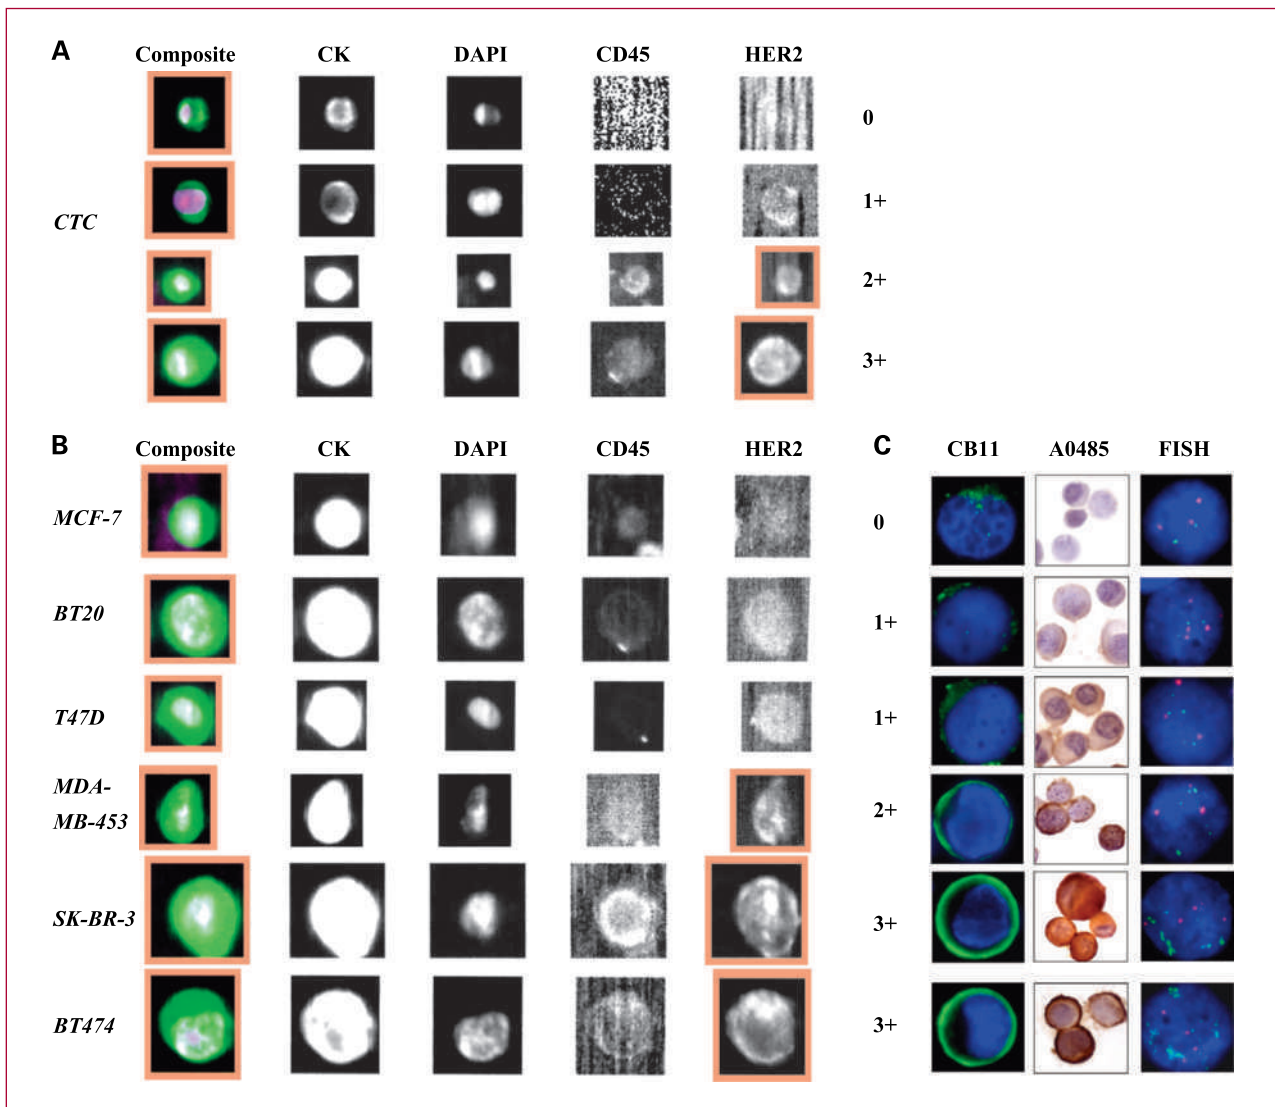 A
Composite CK DAPI CD45 HER2
0
1+
CTC
2+
3+
B
Composite CK DAPI CD45 HER2
C
CB11 A0485 FISH
MCF-7
0
BT20
1+
T47D
1+
MDA-
MB-453
2+
SK-BR-3
3+
BT474
3+